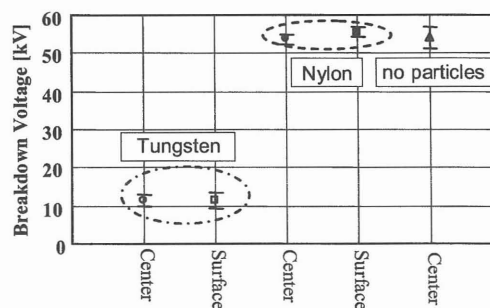 Breakdown Voltage [kV]
60
50
40
30
20
10
0
Nylon
no particles
Tungsten
Center
Surface
Center
Surface
Center